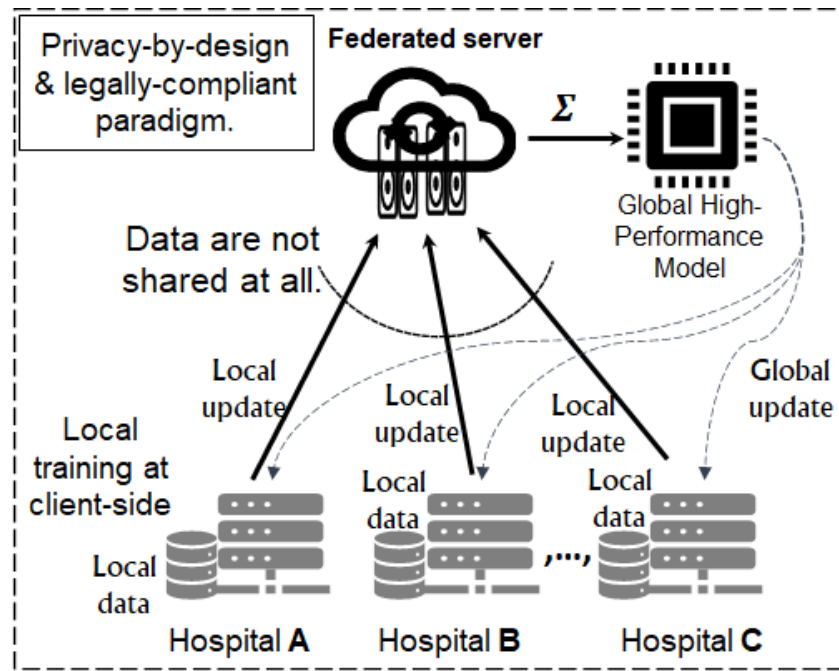 Privacy-by-design
& legally-compliant
paradigm.
Federated server
Σ
Global High-
Performance
Model
Data are not
shared at all.
Local
update
Local
update
Local
update
Global
update
Local
training at
client-side
Local
data
Local
data
Local
data
,...,
Hospital A
Hospital B
Hospital C